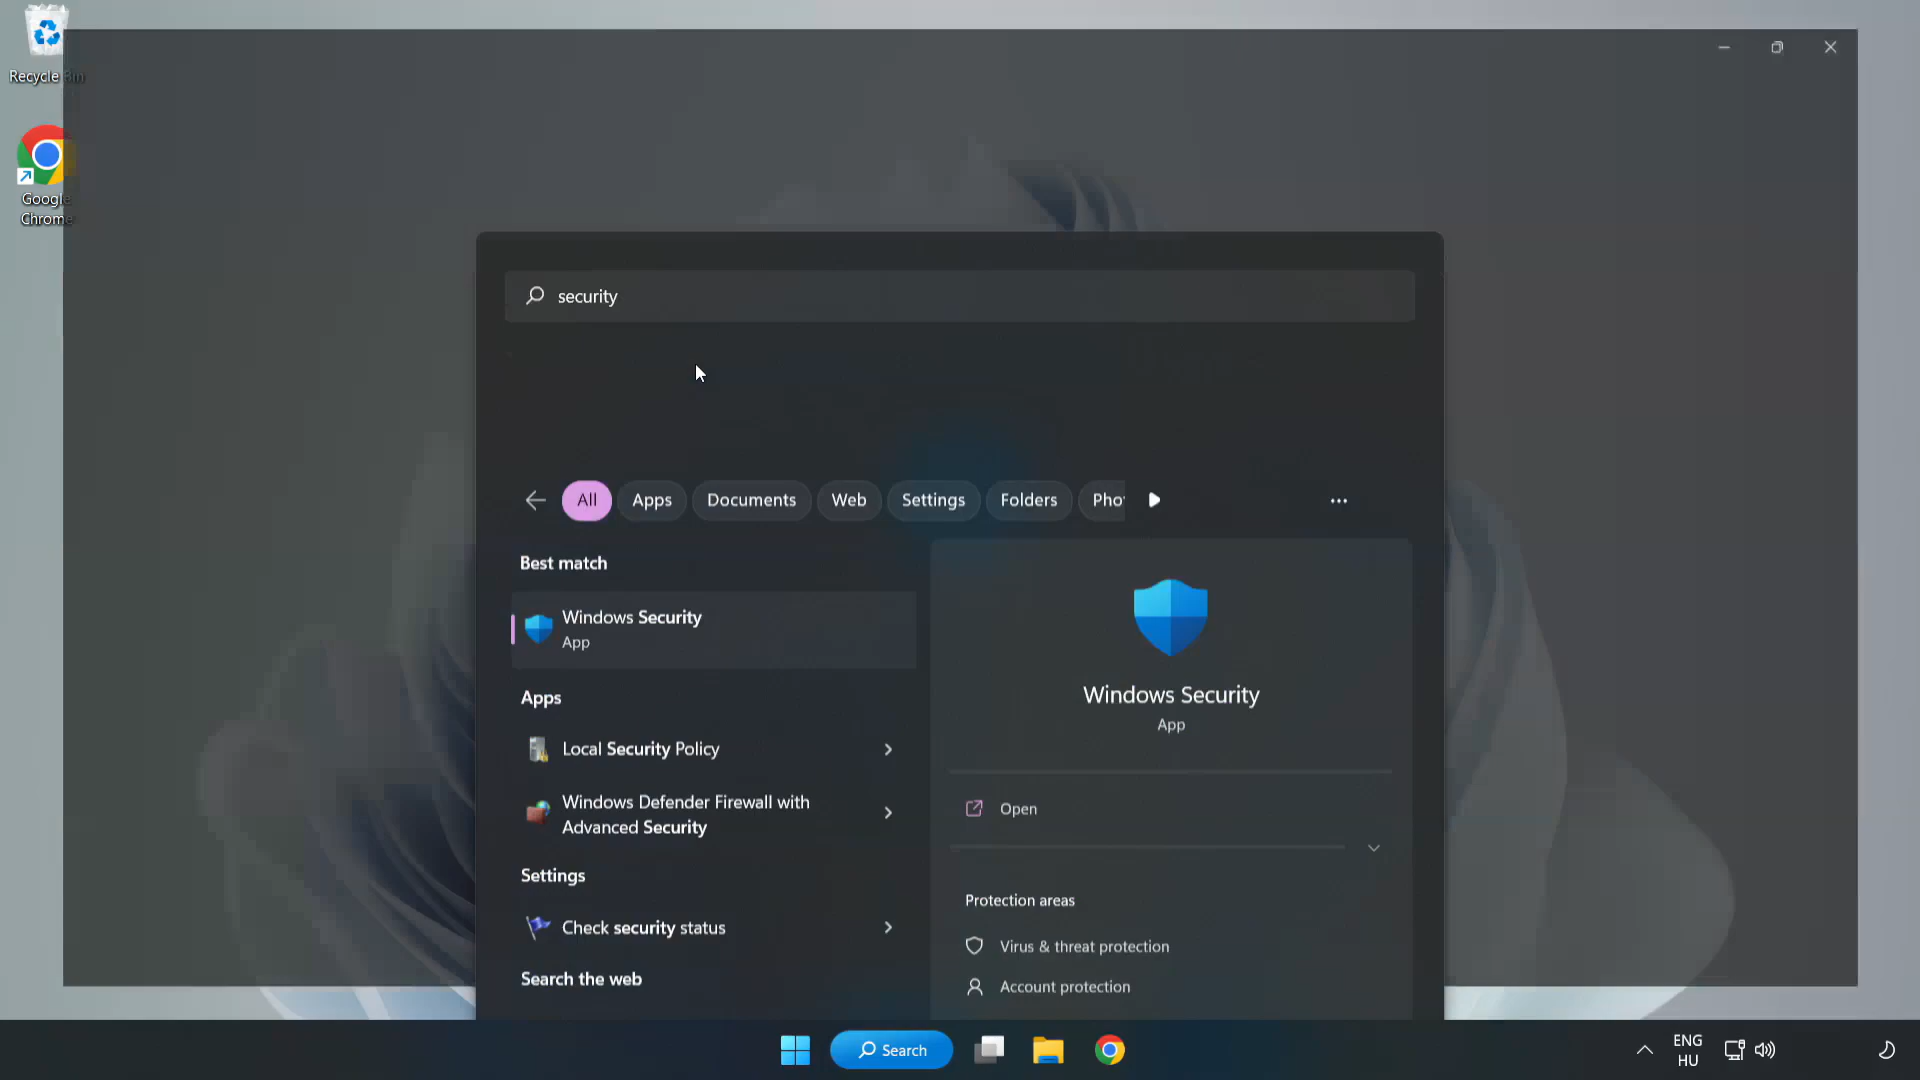 Recycle Bin
Google
Chrome
security
All
Apps
Documents
Web
Settings
Folders
Pho
Best match
Windows Security
App
Apps
Local Security Policy
Windows Defender Firewall with
Advanced Security
Settings
Check security status
Search the web
Windows Security
App
Open
Protection areas
Virus & threat protection
Account protection
Search
ENG
HU